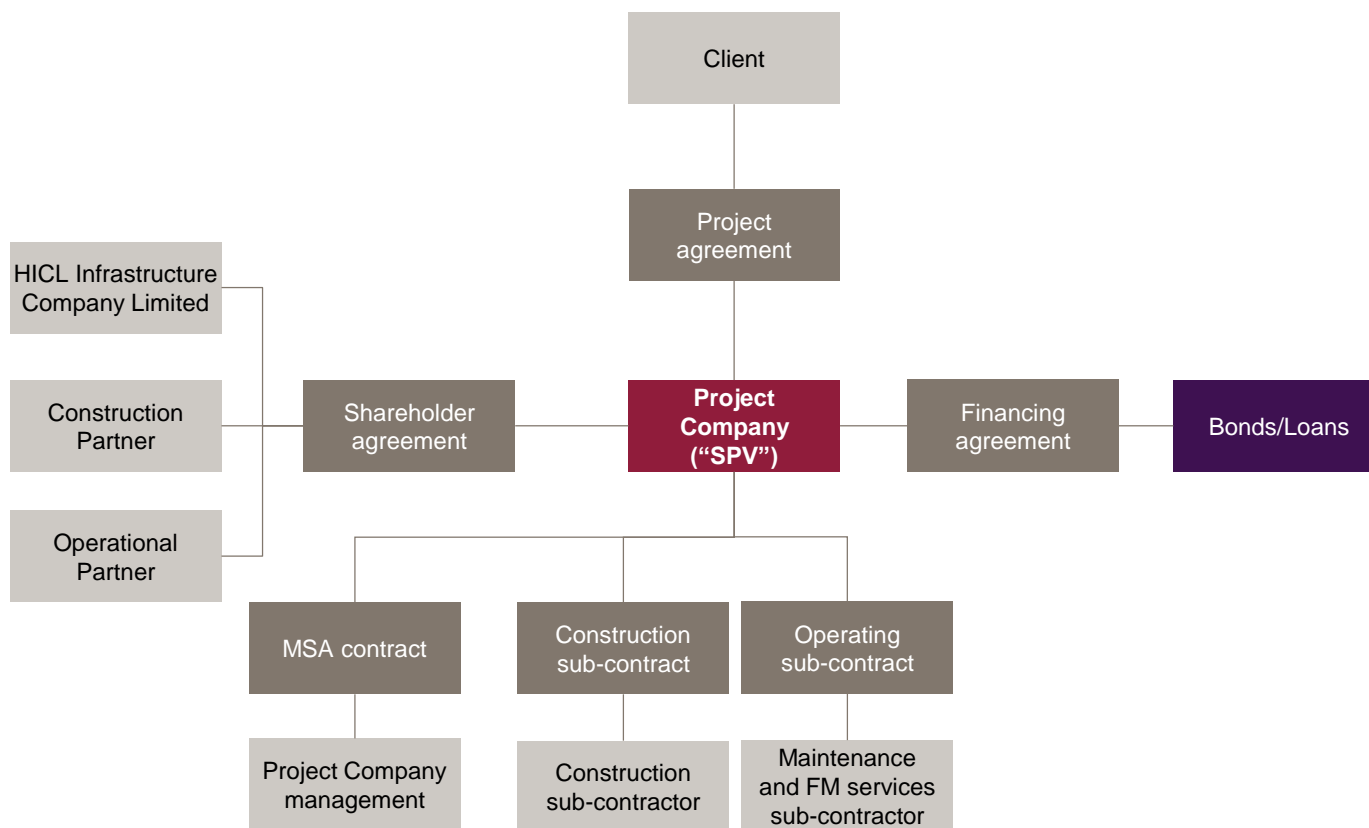 Client
Project
agreement
HICL Infrastructure
Company Limited
Construction
Partner
Operational
Partner
Shareholder
agreement
Project
Company
(“SPV”)
Financing
agreement
Bonds/Loans
MSA contract
Construction
sub-contract
Operating
sub-contract
Project Company
management
Construction
sub-contractor
Maintenance
and FM services
sub-contractor